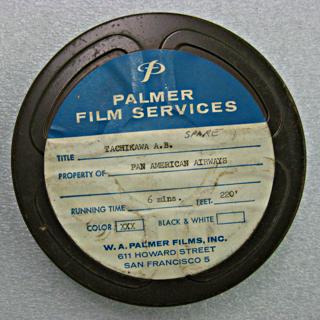 P
PALMER
FILM SERVICES
SPARE
TITLE TACHIKAWA A.B.
PROPERTY OF PAN AMERICAN AIRWAYS
RUNNING TIME 6 mins. FEET- 220'
COLOR XXX BLACK & WHITE
W. A. PALMER FILMS, INC.
611 HOWARD STREET
SAN FRANCISCO 5